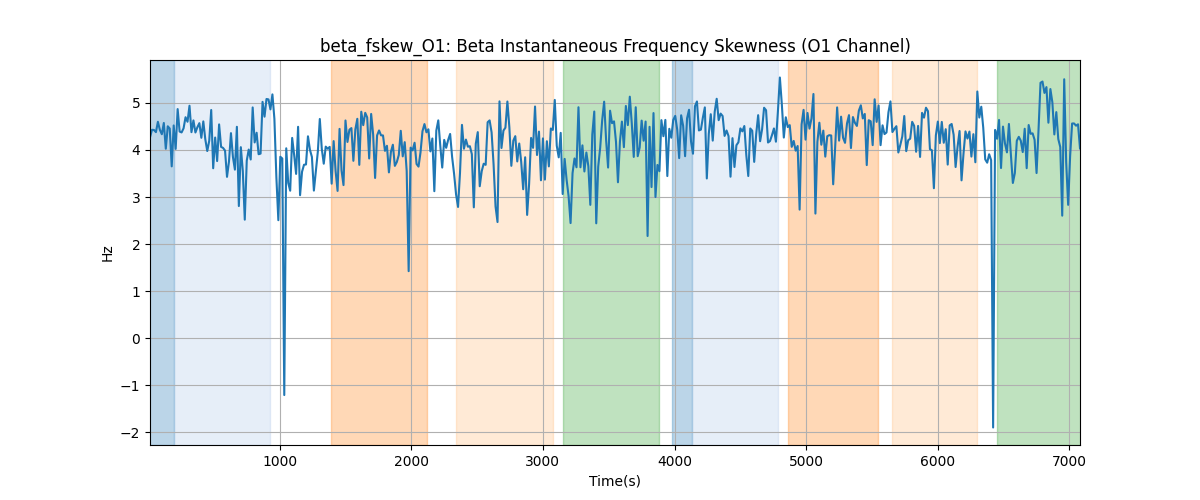 beta_fskew_O1: Beta Instantaneous Frequency Skewness (O1 Channel)
5
4
3
2
1
0
−1
−2
Hz
1000 2000 3000 4000 5000 6000 7000
Time(s)